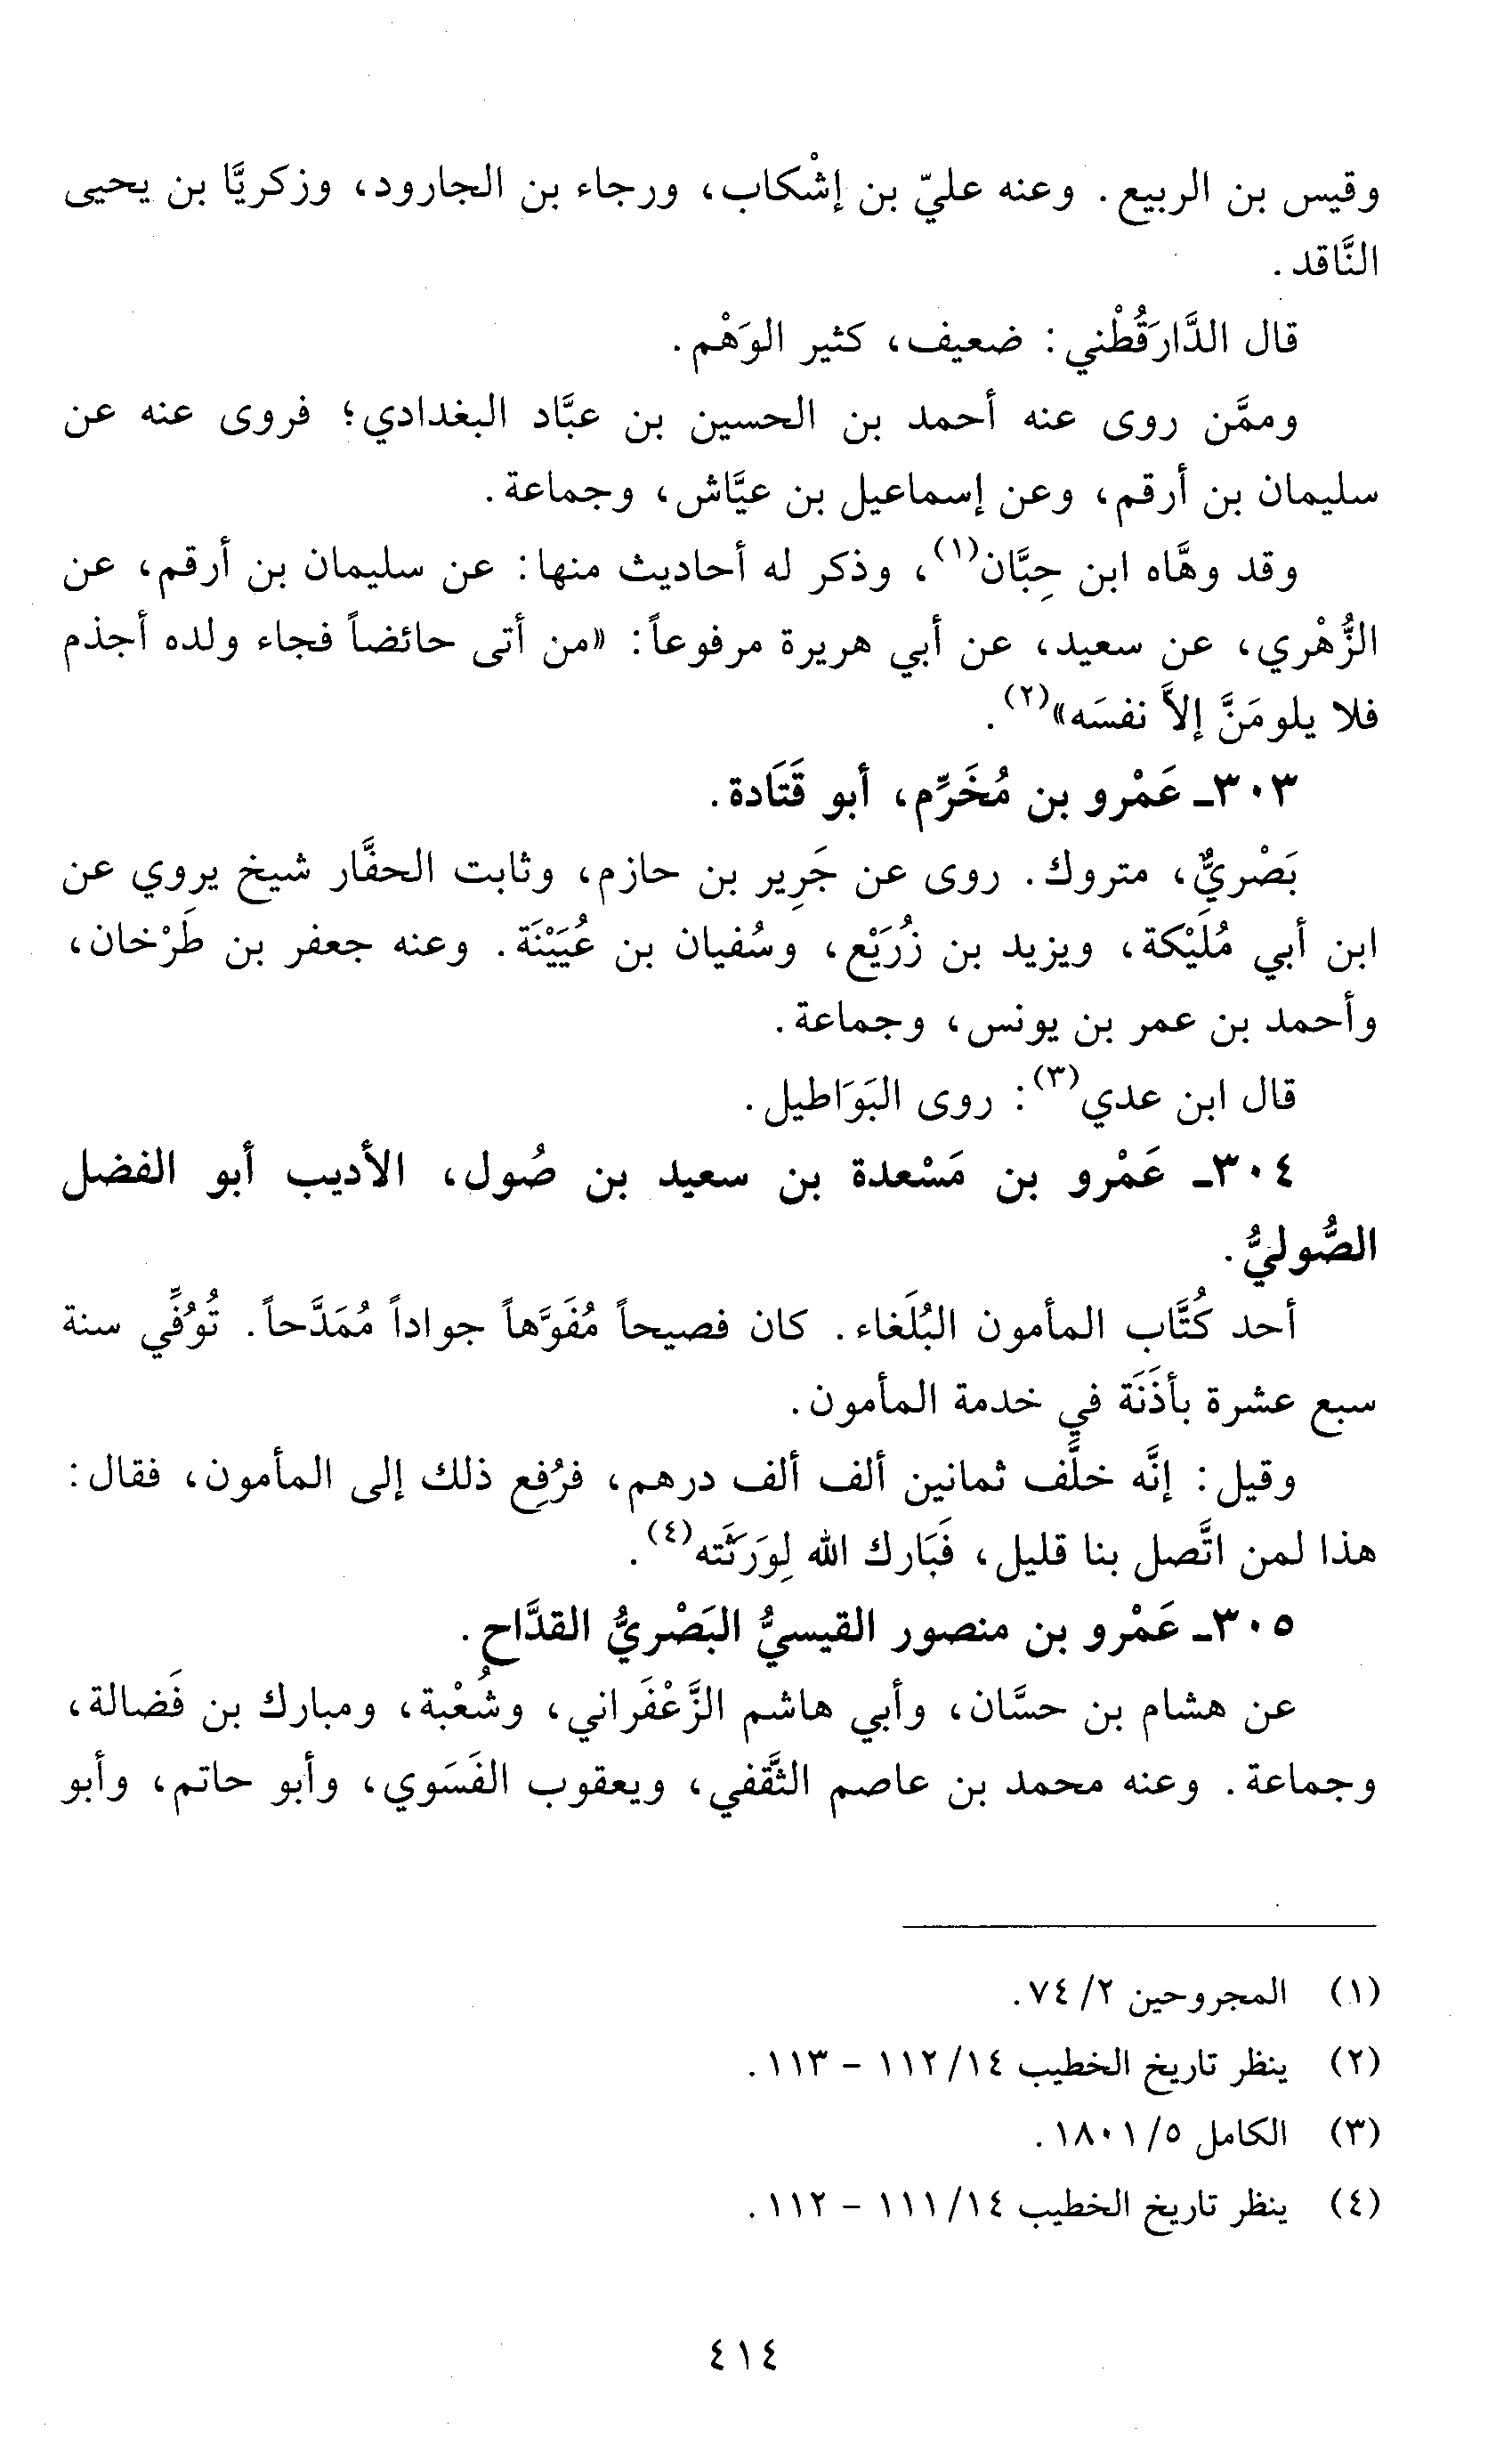 وقيس بن الربيع. وعنه عليّ بن إشْكاب، ورجاء بن الجارود، وزكريَّا بن يحيى
النَّاقد.
قال الدَّارَقُطْني: ضعيف، كثير الوَهْم.
وممَّن روى عنه أحمد بن الحسين بن عبَّاد البغدادي؛ فروى عنه عن
سليمان بن أرقم، وعن إسماعيل بن عيَّاش، وجماعة.
وقد وهَّاه ابن حِبَّان(١)، وذكر له أحاديث منها: عن سليمان بن أرقم، عن
الزُّهْري، عن سعيد، عن أبي هريرة مرفوعاً: «من أتى حائضاً فجاء ولده أجذم
فلا يلومَنَّ إلاَّ نفسَه»(٢).
٣٠٣ـ عَمْرو بن مُخَرِّم، أبو قَتَادة.
بَصْريٌّ، متروك. روى عن جَرِير بن حازم، وثابت الحفَّار شيخ يروي عن
ابن أبي مُلَيْكة، ويزيد بن زُرَيْع، وسُفيان بن عُيَيْنَة. وعنه جعفر بن طَرْخان،
وأحمد بن عمر بن يونس، وجماعة.
قال ابن عدي(٣): روى البَوَاطيل.
٣٠٤ـ عَمْرو بن مَسْعدة بن سعيد بن صُول، الأديب أبو الفضل
الصُّوليُّ.
أحد كُتَّاب المأمون البُلَغاء. كان فصيحاً مُفَوَّهاً جواداً مُمَدَّحاً. تُوُفِّي سنة
سبع عشرة بأَذَنَة في خدمة المأمون.
وقيل: إنَّه خلَّف ثمانين ألف ألف درهم، فرُفِع ذلك إلى المأمون، فقال:
هذا لمن اتَّصل بنا قليل، فَبَارك الله لِوَرَثَته(٤).
٣٠٥ـ عَمْرو بن منصور القيسيُّ البَصْريُّ القدَّاح.
عن هشام بن حسَّان، وأبي هاشم الزَّعْفَراني، وشُعْبة، ومبارك بن فَضالة،
وجماعة. وعنه محمد بن عاصم الثَّقَفي، ويعقوب الفَسَوي، وأبو حاتم، وأبو
(١) المجروحين ٢/ ٧٤.
(٢) ينظر تاريخ الخطيب ١٤/ ١١٢ - ١١٣.
(٣) الكامل ٥/ ١٨٠١.
(٤) ينظر تاريخ الخطيب ١٤/ ١١١ - ١١٢.
٤١٤